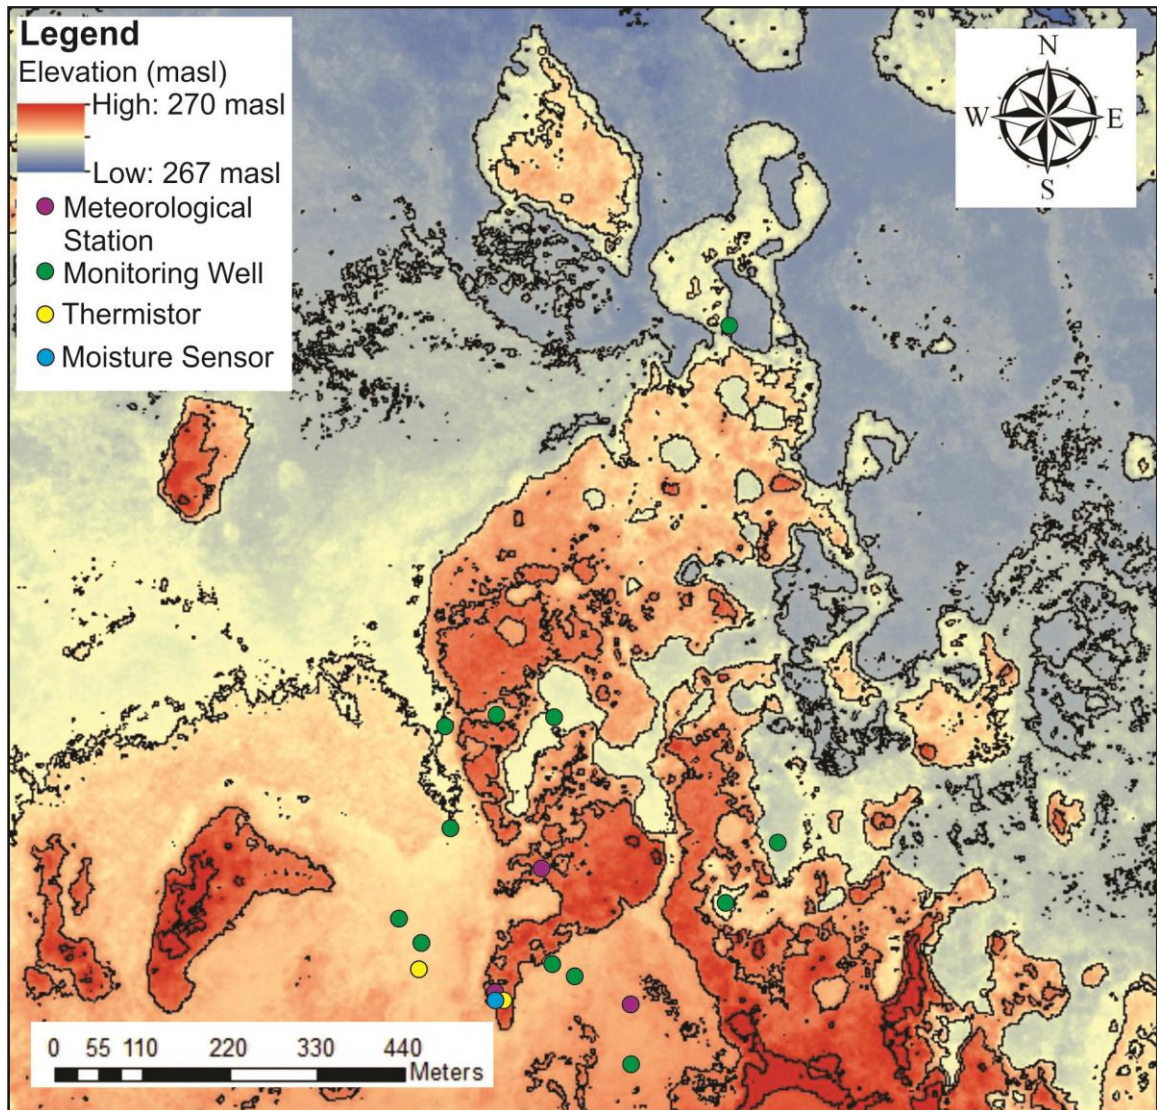 Legend
Elevation (masl)
High: 270 masl
Low: 267 masl
Meteorological
Station
Monitoring Well
Thermistor
Moisture Sensor
N
W E
S
0 55 110 220 330 440
Meters